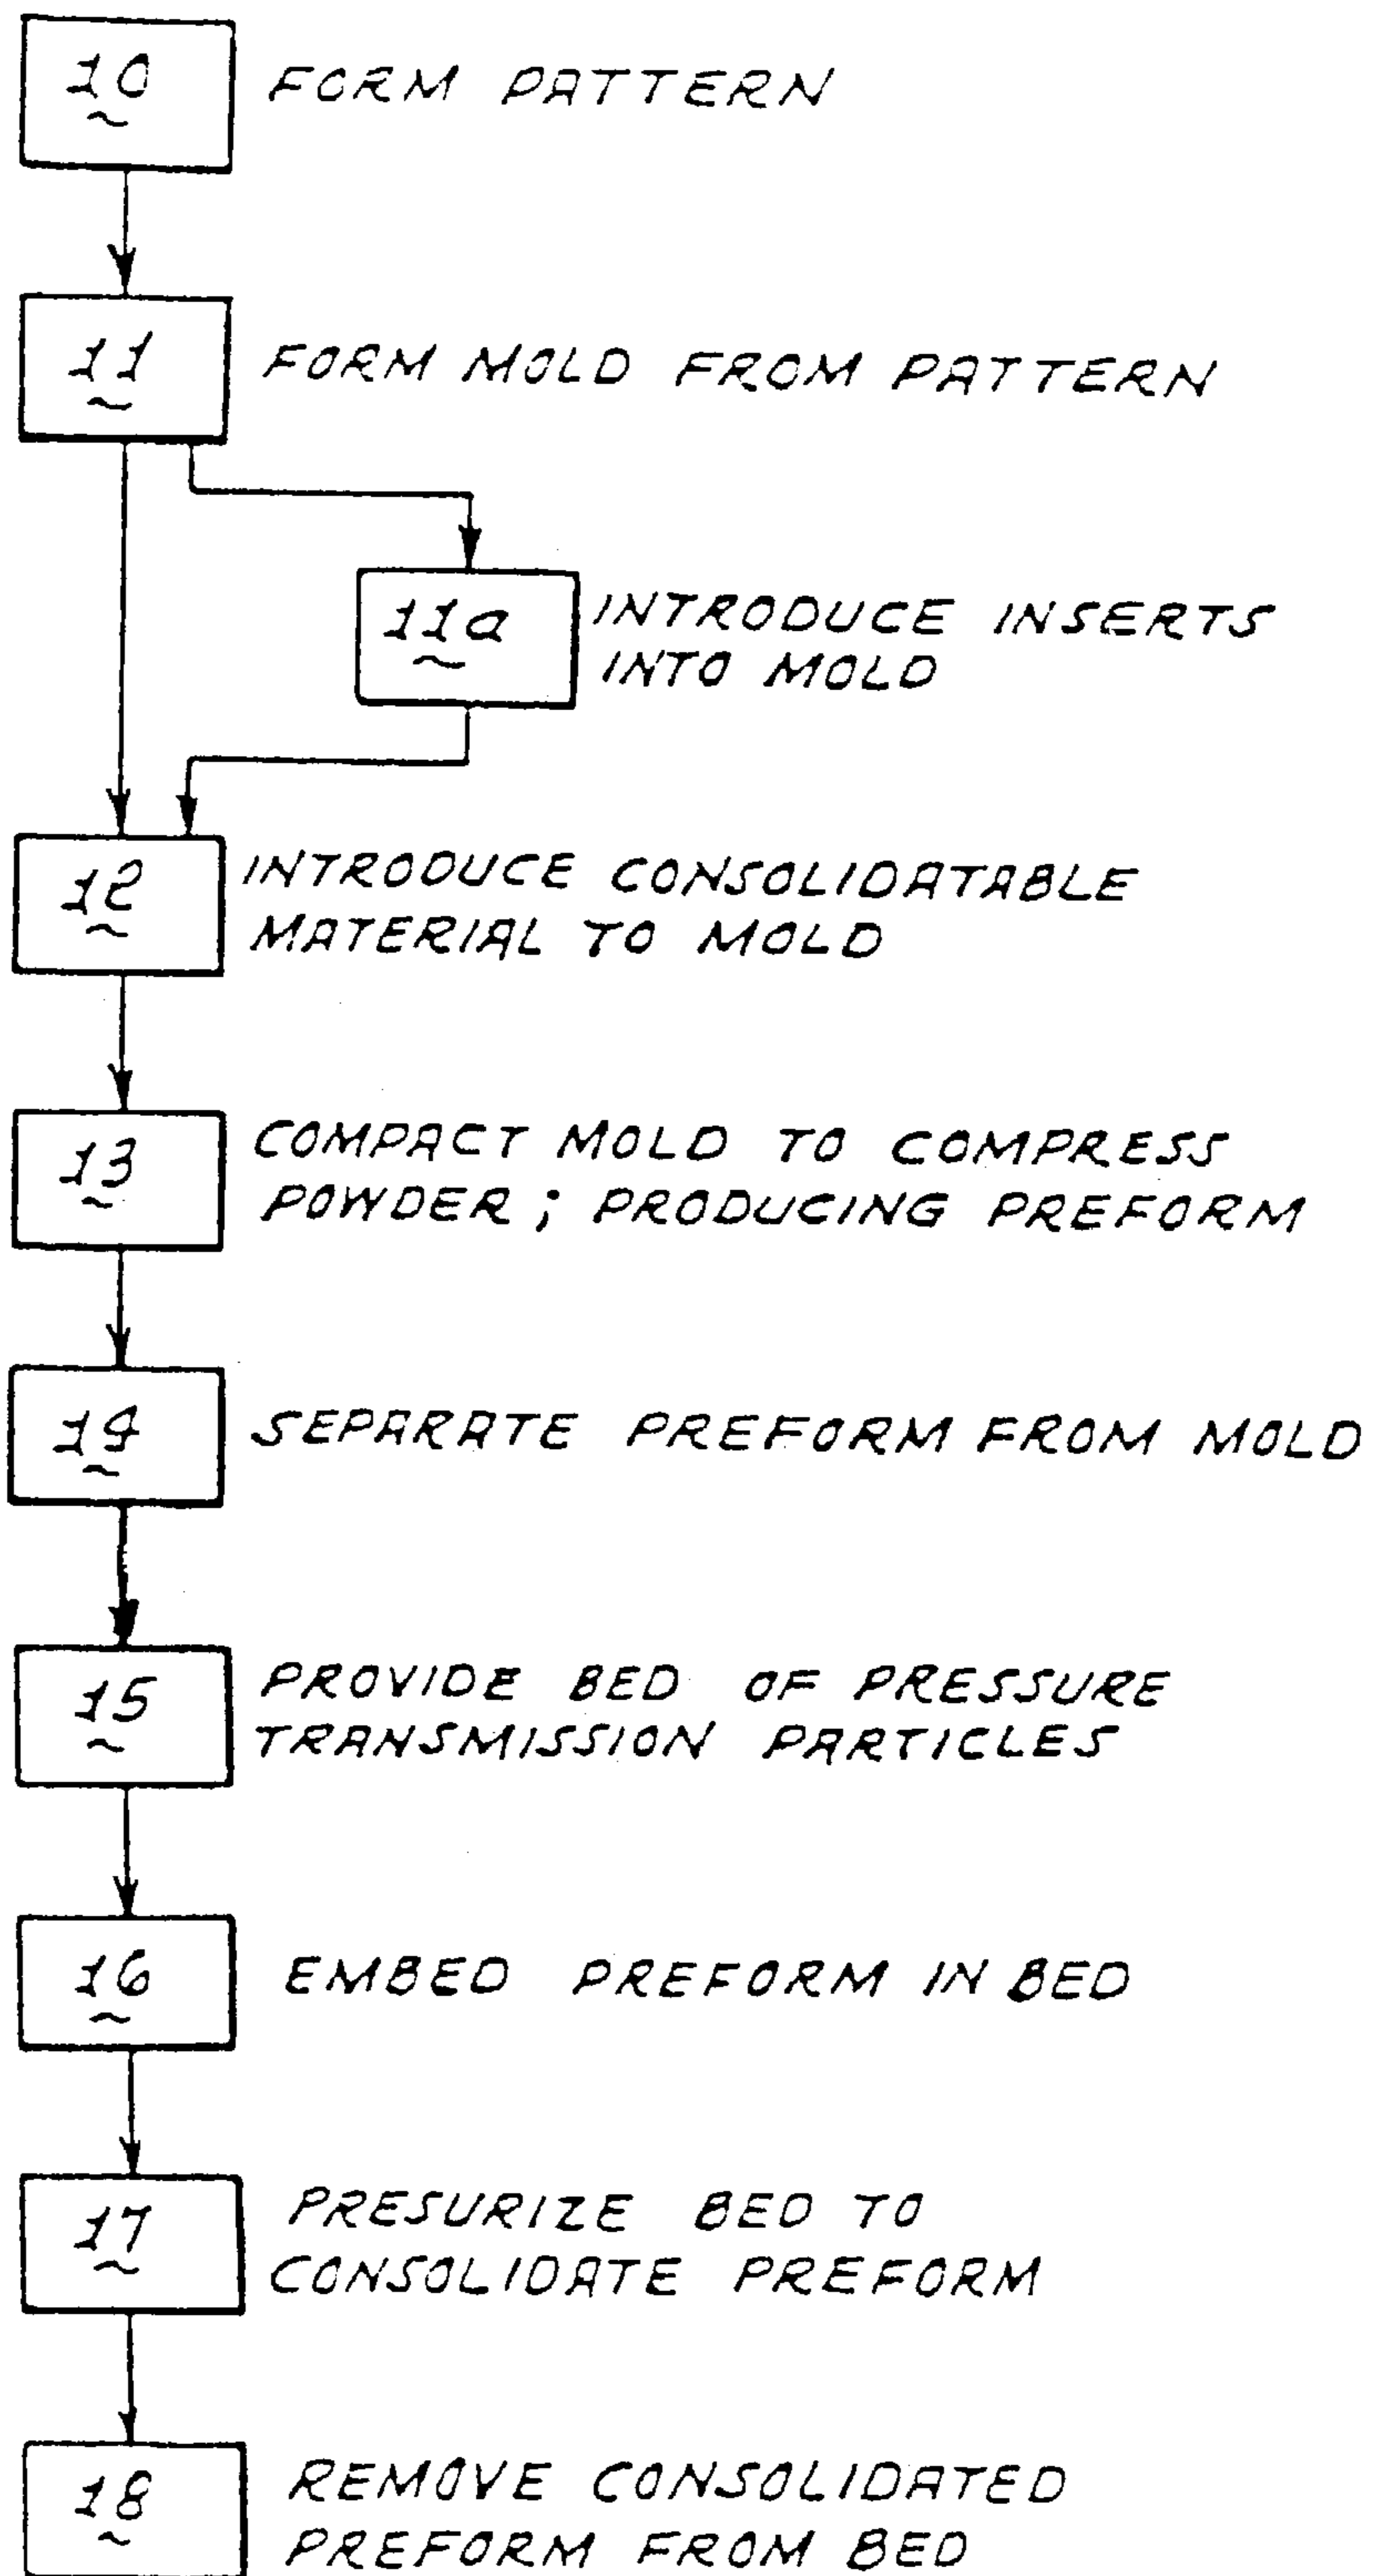 10 FORM PATTERN
11 FORM MOLD FROM PATTERN
11a INTRODUCE INSERTS
INTO MOLD
12 INTRODUCE CONSOLIDATABLE
MATERIAL TO MOLD
13 COMPACT MOLD TO COMPRESS
POWDER; PRODUCING PREFORM
14 SEPARATE PREFORM FROM MOLD
15 PROVIDE BED OF PRESSURE
TRANSMISSION PARTICLES
16 EMBED PREFORM IN BED
17 PRESURIZE BED TO
CONSOLIDATE PREFORM
18 REMOVE CONSOLIDATED
PREFORM FROM BED